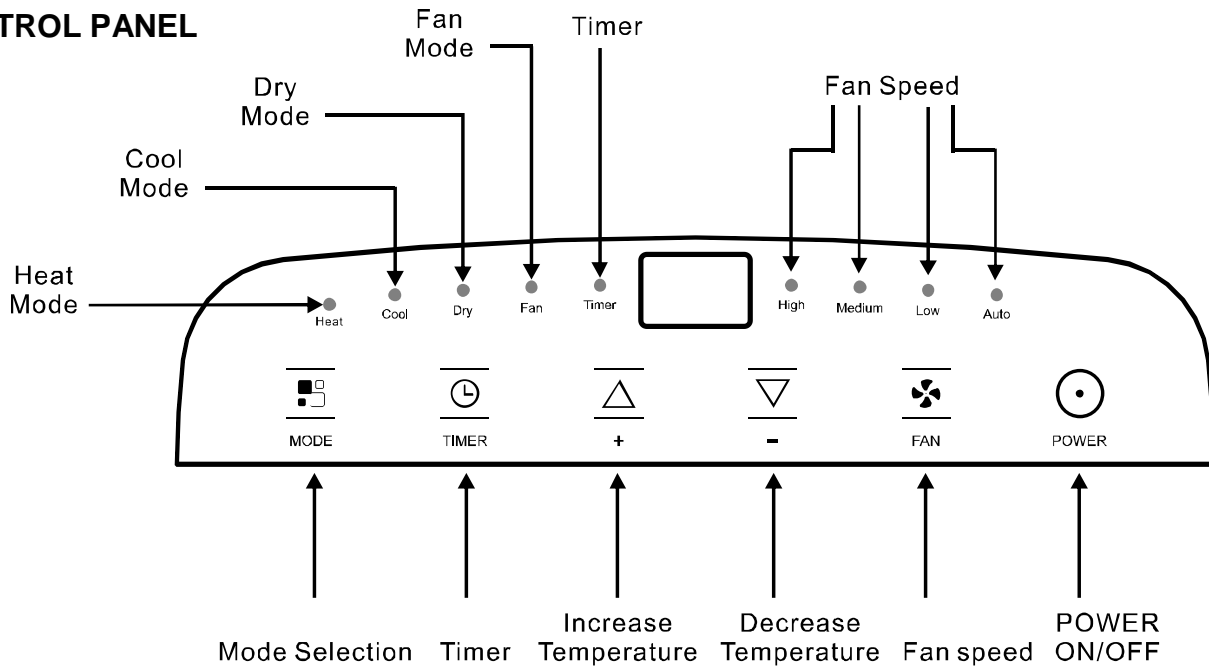 TROL PANEL
Fan
Mode
Timer
Dry
Mode
Fan Speed
Cool
Mode
Heat
Mode
Heat
Cool
Dry
Fan
Timer
High
Medium
Low
Auto
MODE
TIMER
+
-
FAN
POWER
Mode Selection
Timer
Increase
Temperature
Decrease
Temperature
Fan speed
POWER
ON/OFF